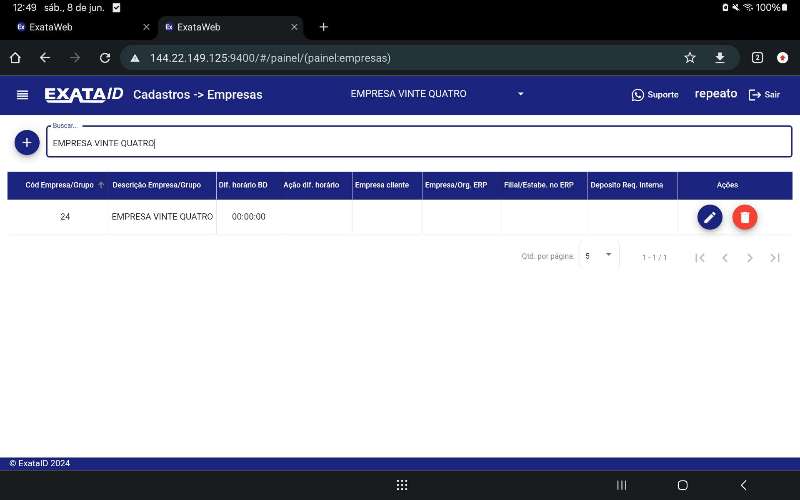 12:49 sáb., 8 de jun. 100%
Ex ExataWeb
Ex ExataWeb
144.22.149.125:9400/#/painel/(painel:empresas)
2
EXATAID Cadastros -> Empresas EMPRESA VINTE QUATRO Suporte repeato Sair
Buscar...
EMPRESA VINTE QUATRO
Cód Empresa/Grupo Descrição Empresa/Grupo Dif. horário BD Ação dif. horário Empresa cliente Empresa/Org. ERP Filial/Estabe. no ERP Deposito Req. Interna Ações
24 EMPRESA VINTE QUATRO 00:00:00
Qtd. por página: 5 1 - 1 / 1
© ExataID 2024